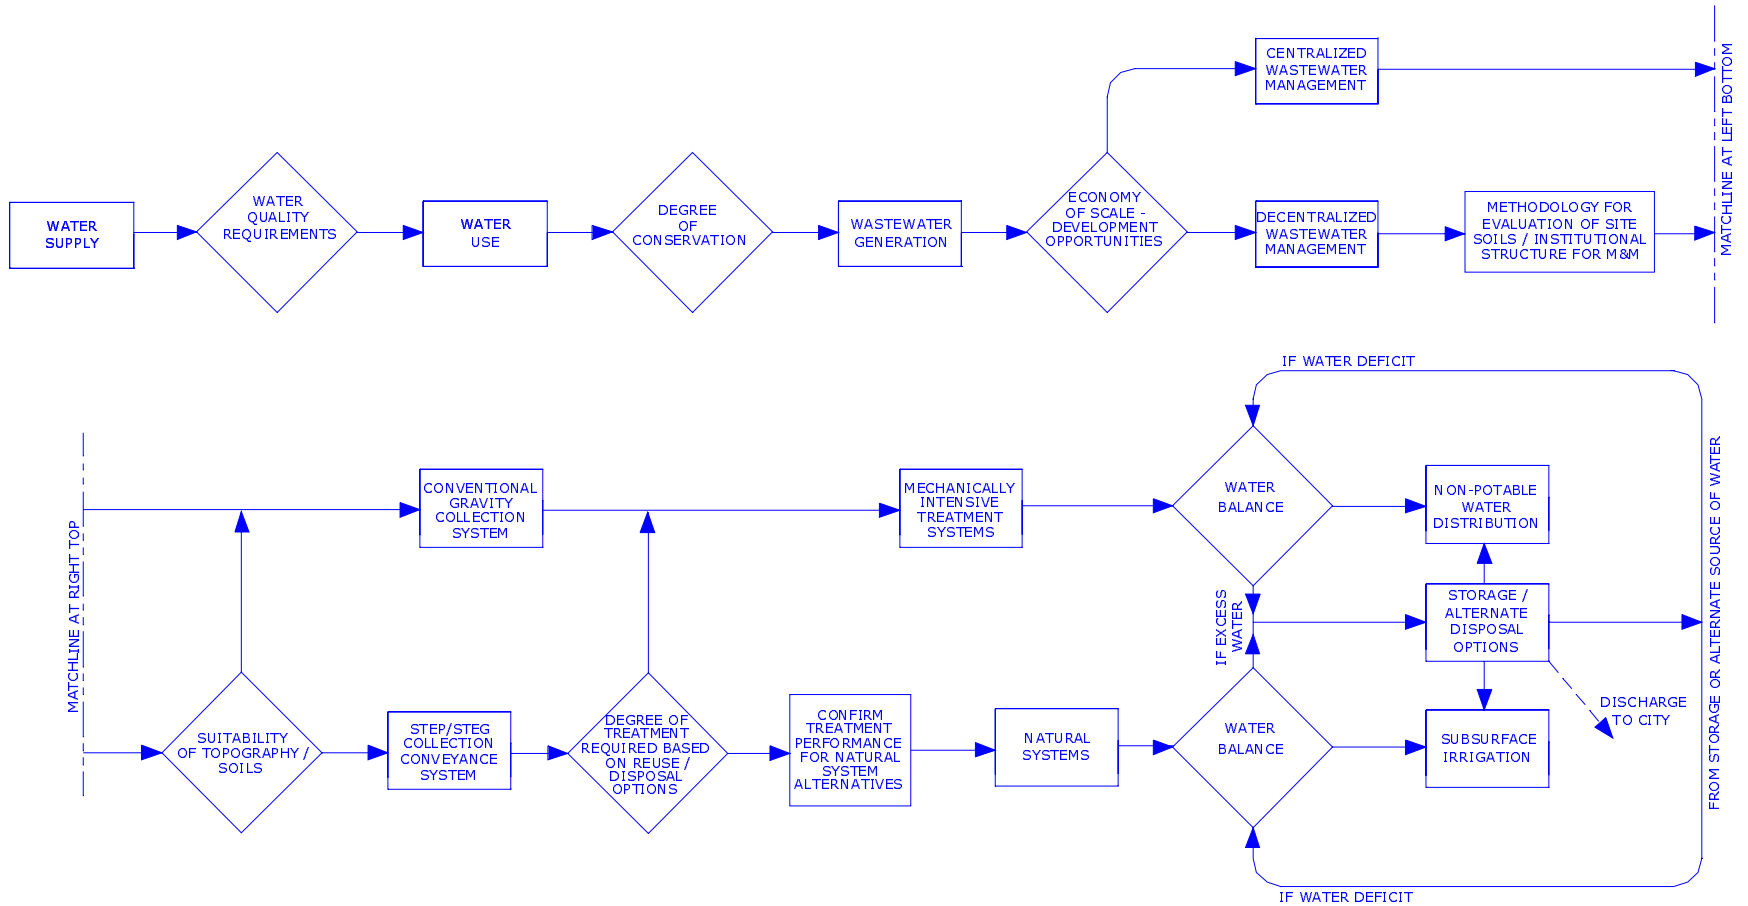 CENTRALIZED
WASTEWATER
MANAGEMENT
MATCHLINE AT LEFT BOTTOM
WATER
SUPPLY
WATER
QUALITY
REQUIREMENTS
WATER
USE
DEGREE
OF
CONSERVATION
WASTEWATER
GENERATION
ECONOMY
OF SCALE -
DEVELOPMENT
OPPORTUNITIES
DECENTRALIZED
WASTEWATER
MANAGEMENT
METHODOLOGY FOR
EVALUATION OF SITE
SOILS / INSTITUTIONAL
STRUCTURE FOR M&M
IF WATER DEFICIT
MATCHLINE AT RIGHT TOP
CONVENTIONAL
GRAVITY
COLLECTION
SYSTEM
MECHANICALLY
INTENSIVE
TREATMENT
SYSTEMS
WATER
BALANCE
NON-POTABLE
WATER
DISTRIBUTION
IF EXCESS
WATER
STORAGE /
ALTERNATE
DISPOSAL
OPTIONS
FROM STORAGE OR ALTERNATE SOURCE OF WATER
DISCHARGE
TO CITY
SUITABILITY
OF TOPOGRAPHY /
SOILS
STEP/STEG
COLLECTION
CONVEYANCE
SYSTEM
DEGREE OF
TREATMENT
REQUIRED BASED
ON REUSE /
DISPOSAL
OPTIONS
CONFIRM
TREATMENT
PERFORMANCE
FOR NATURAL
SYSTEM
ALTERNATIVES
NATURAL
SYSTEMS
WATER
BALANCE
SUBSURFACE
IRRIGATION
IF WATER DEFICIT